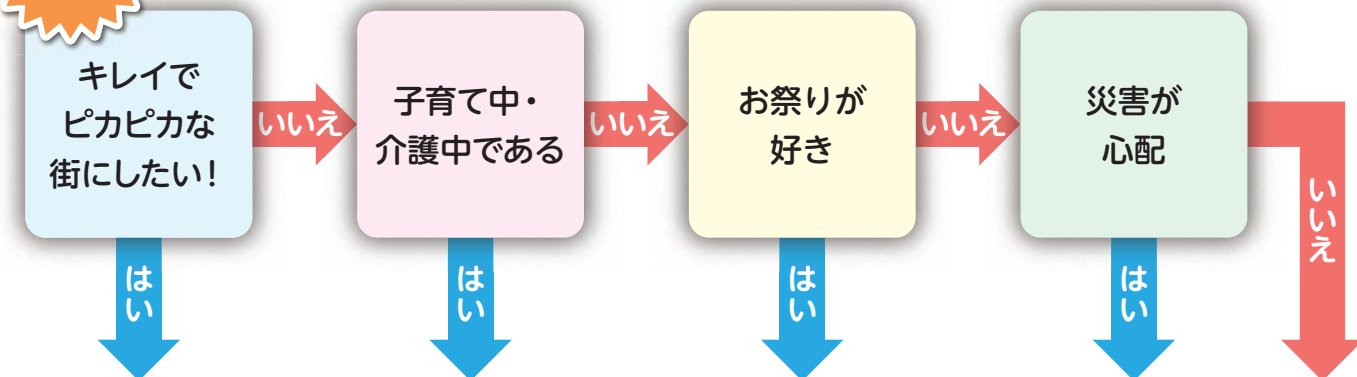 キレイで
ピカピカな
街にしたい！
いいえ
子育て中・
介護中である
いいえ
お祭りが
好き
いいえ
災害が
心配
いいえ
はい
はい
はい
はい